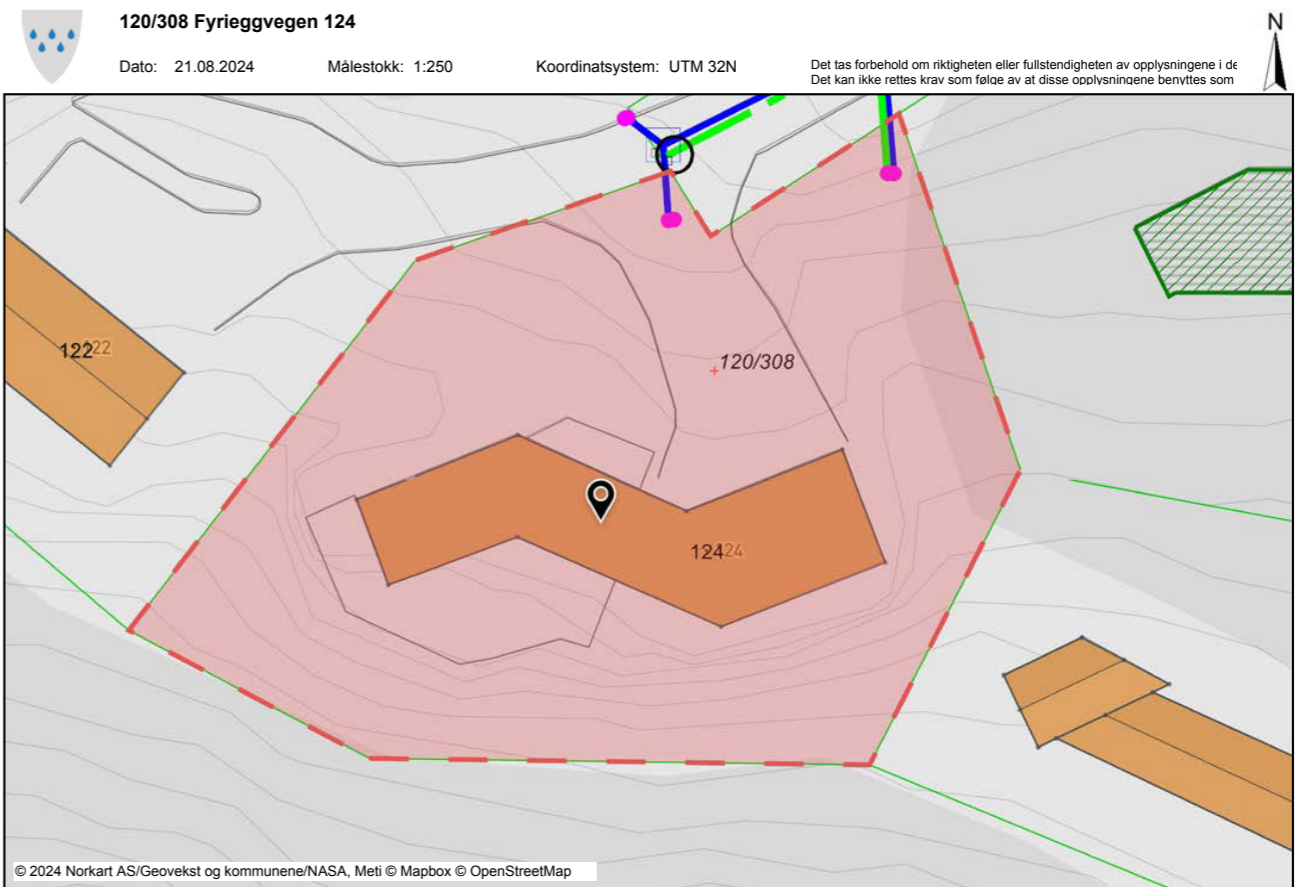 120/308 Fyrieggvegen 124
N
Dato: 21.08.2024 Målestokk: 1:250 Koordinatsystem: UTM 32N
Det tas forbehold om riktigheten eller fullstendigheten av opplysningene i
Det kan ikke rettes krav som følge av at disse opplysningene benyttes som
12222
120/308
12424
© 2024 Norkart AS/Geovekst og kommunene/NASA, Meti © Mapbox © OpenStreetMap